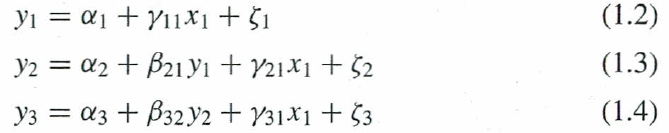 y₁ = α₁ + γ₁₁x₁ + ζ₁ (1.2)
y₂ = α₂ + β₂₁y₁ + γ₂₁x₁ + ζ₂ (1.3)
y₃ = α₃ + β₃₂y₂ + γ₃₁x₁ + ζ₃ (1.4)